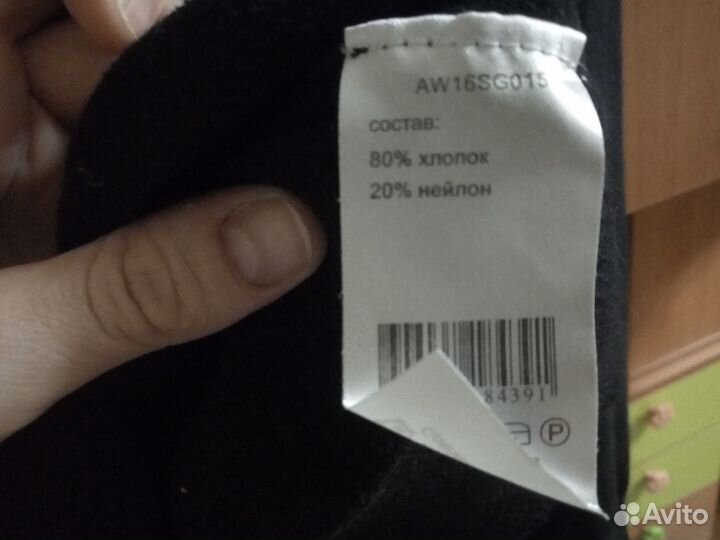 AW16SG015
состав:
80% хлопок
20% нейлон
84391
P
Avito